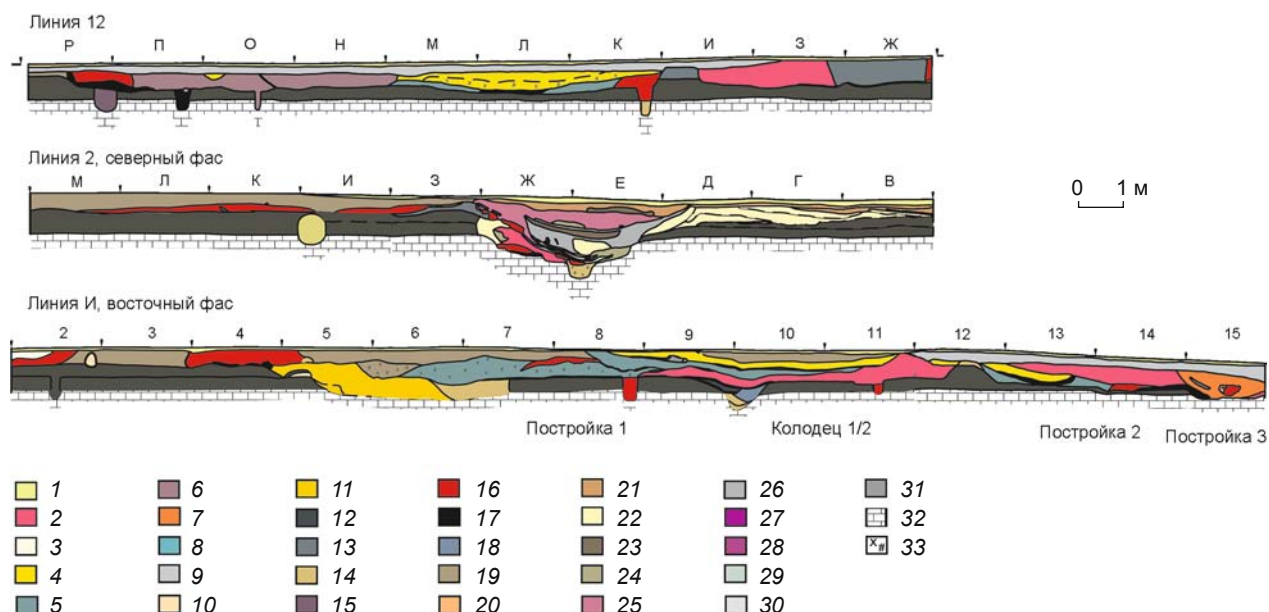 Линия 12
Р П О Н М Л К И З Ж
Линия 2, северный фас
М Л К И З Ж Е Д Г В
0 1 м
Линия И, восточный фас
2 3 4 5 6 7 8 9 10 11 12 13 14 15
Постройка 1 Колодец 1/2 Постройка 2 Постройка 3
1 6 11 16 21 26 31
2 7 12 17 22 27 32
3 8 13 18 23 28 33
4 9 14 19 24 29
5 10 15 20 25 30